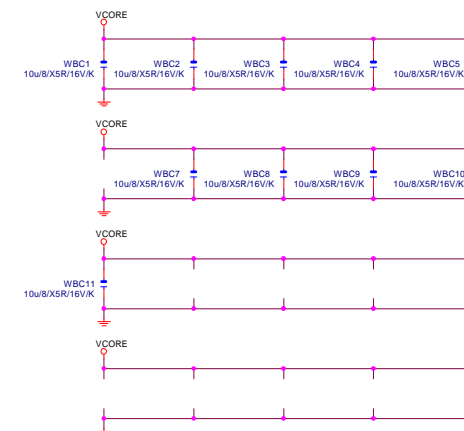 VCORE
WBC1 WBC2 WBC3 WBC4 WBC5
10u/8/X5R/16V/K 10u/8/X5R/16V/K 10u/8/X5R/16V/K 10u/8/X5R/16V/K 10u/8/X5R/16V/K
VCORE
WBC7 WBC8 WBC9 WBC10
10u/8/X5R/16V/K 10u/8/X5R/16V/K 10u/8/X5R/16V/K 10u/8/X5R/16V/K
VCORE
WBC11
10u/8/X5R/16V/K
VCORE